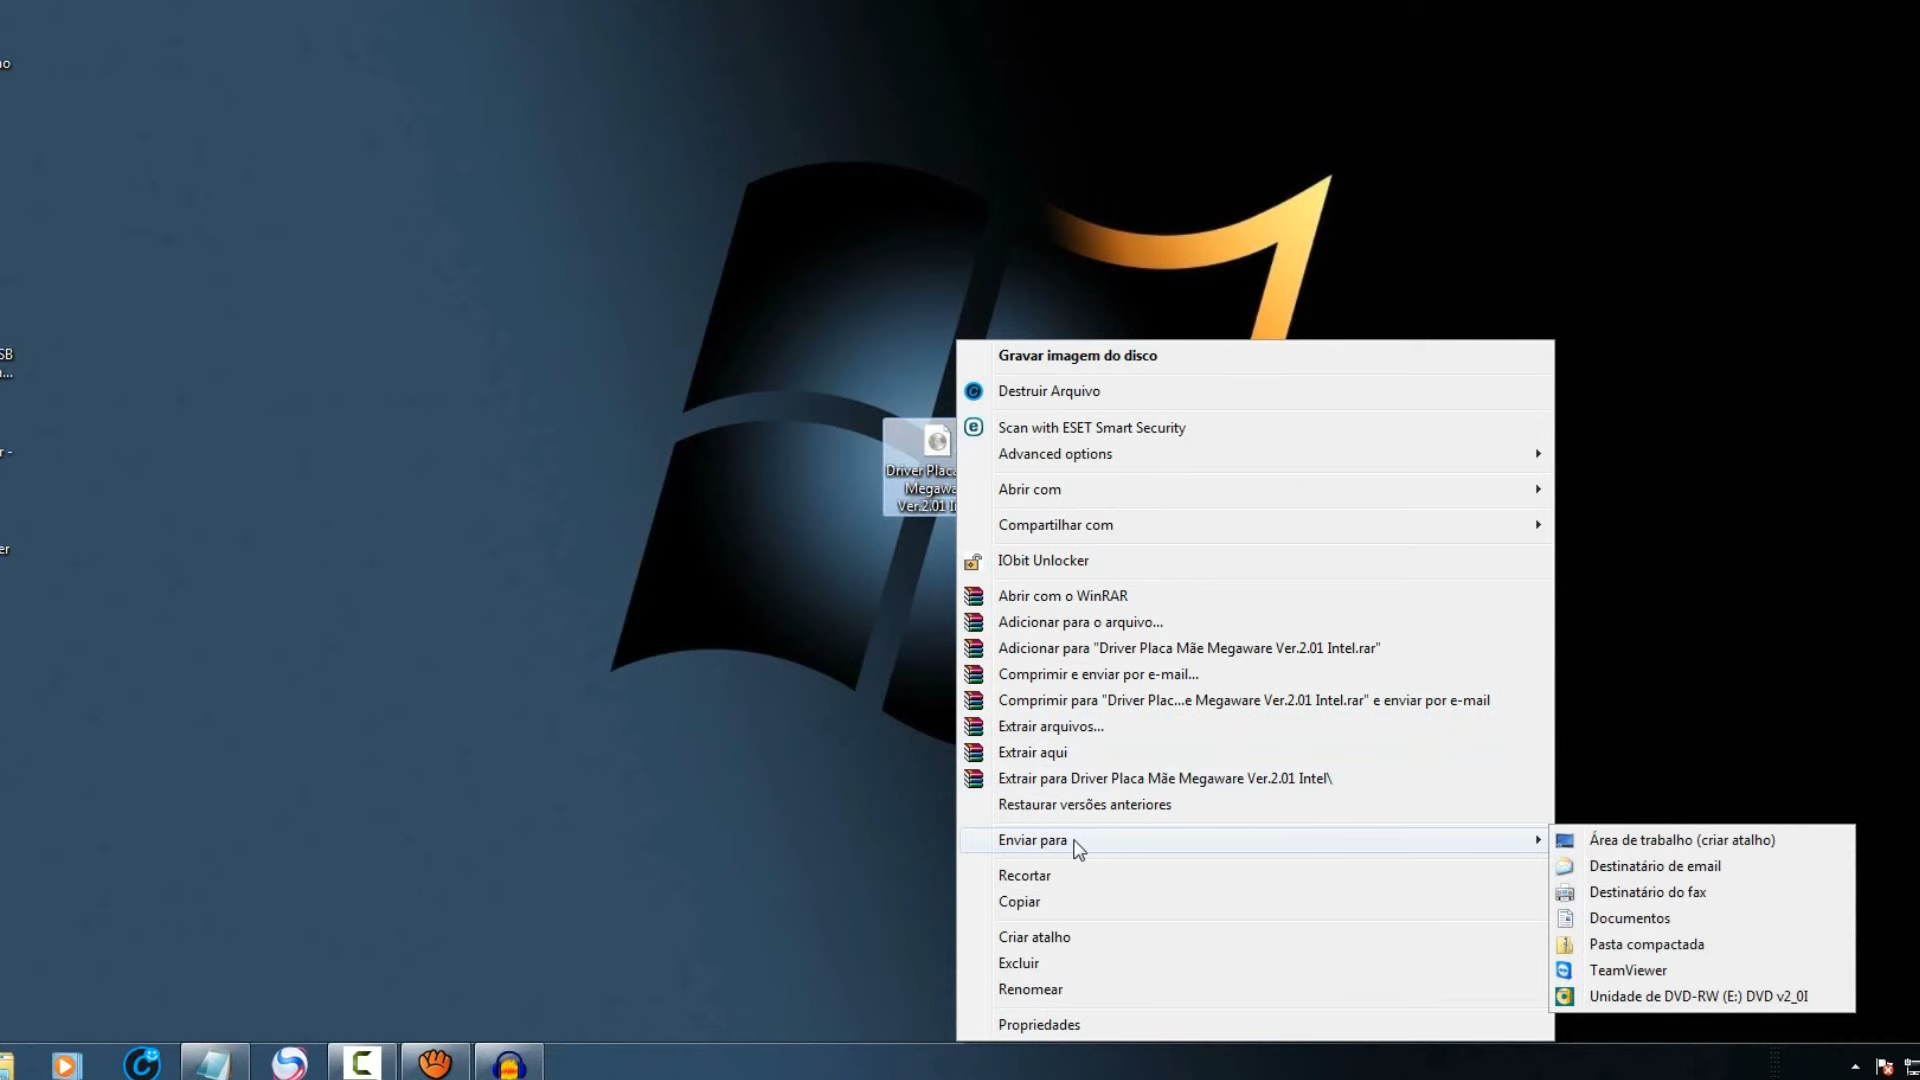 Gravar imagem do disco
Destruir Arquivo
Scan with ESET Smart Security
Advanced options
Abrir com
Compartilhar com
IObit Unlocker
Abrir com o WinRAR
Adicionar para o arquivo...
Adicionar para "Driver Placa Mãe Megaware Ver.2.01 Intel.rar"
Comprimir e enviar por e-mail...
Comprimir para "Driver Plac...e Megaware Ver.2.01 Intel.rar" e enviar por e-mail
Extrair arquivos...
Extrair aqui
Extrair para Driver Placa Mãe Megaware Ver.2.01 Intel\
Restaurar versões anteriores
Enviar para
Recortar
Copiar
Criar atalho
Excluir
Renomear
Propriedades
Área de trabalho (criar atalho)
Destinatário de email
Destinatário do fax
Documentos
Pasta compactada
TeamViewer
Unidade de DVD-RW (E:) DVD v2_0I
Driver
Ver.2.01